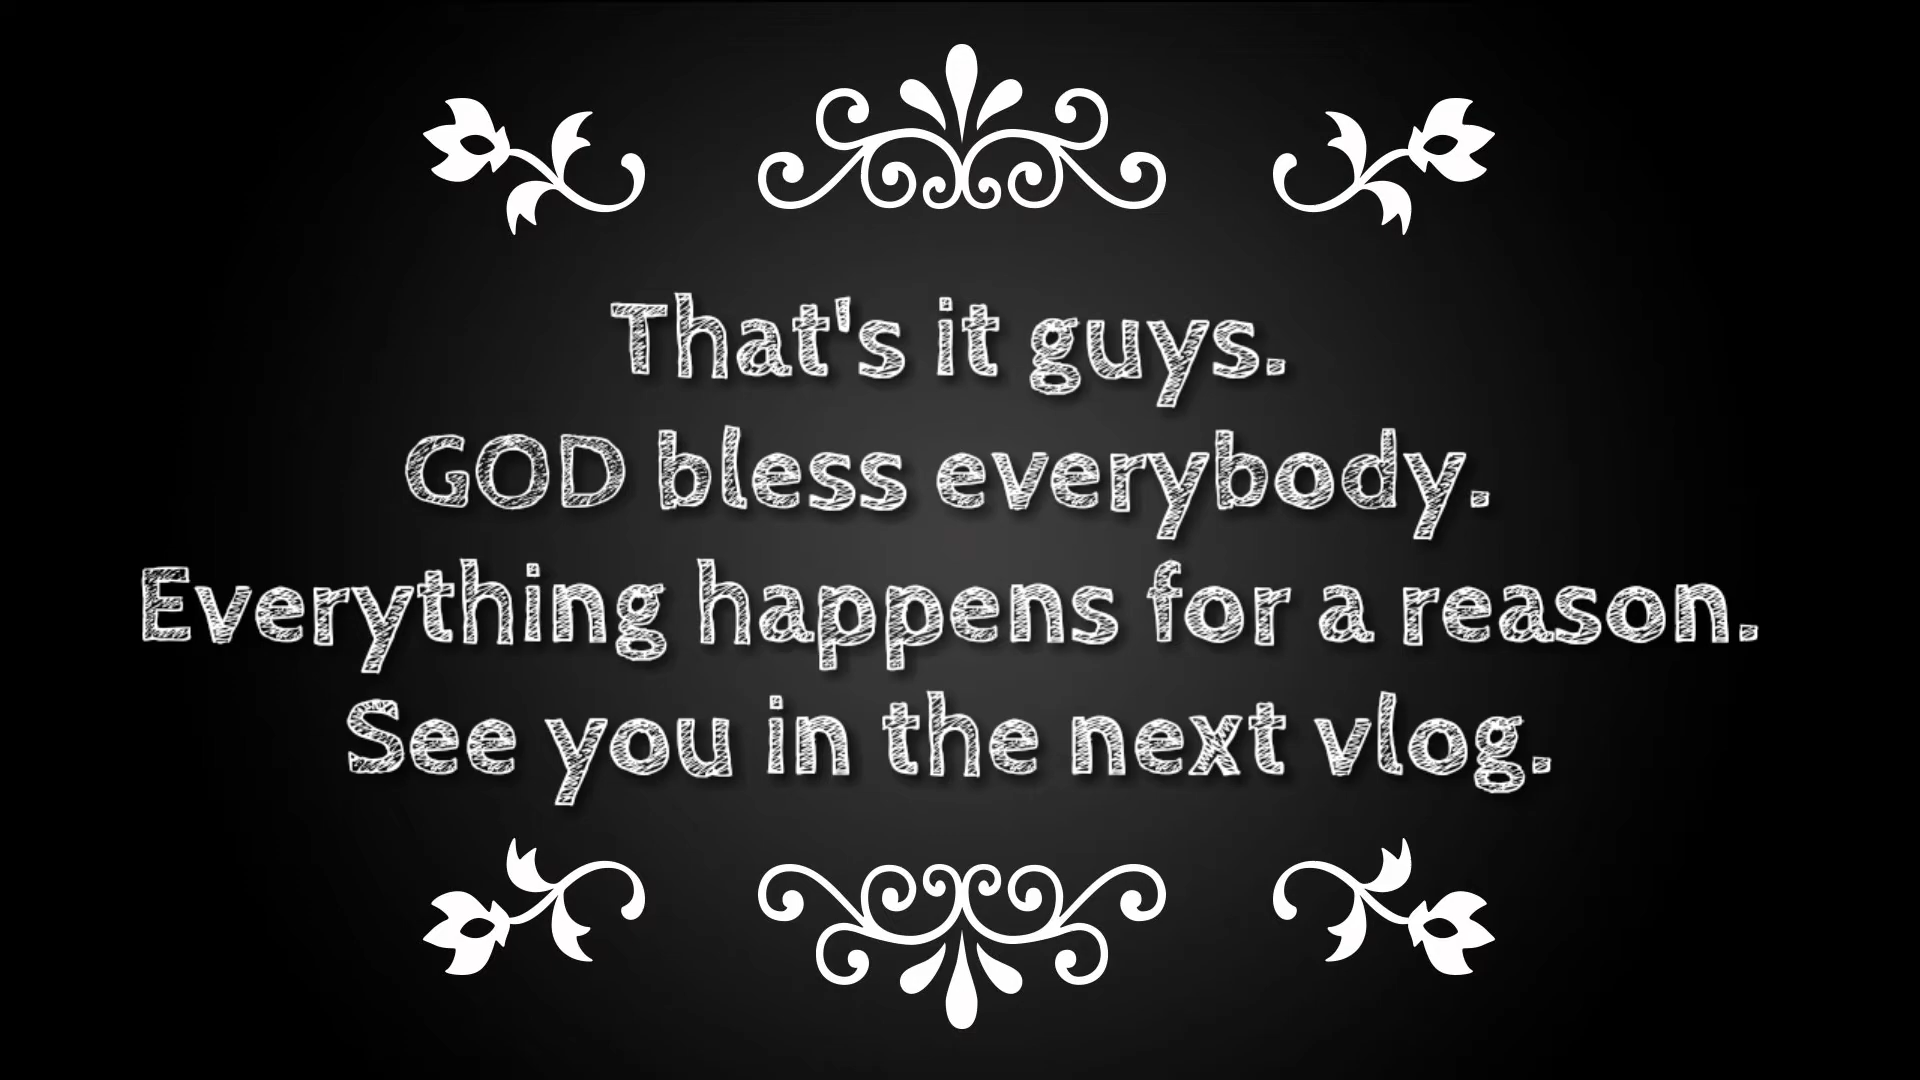 That's it guys.
GOD bless everybody.
Everything happens for a reason.
See you in the next vlog.